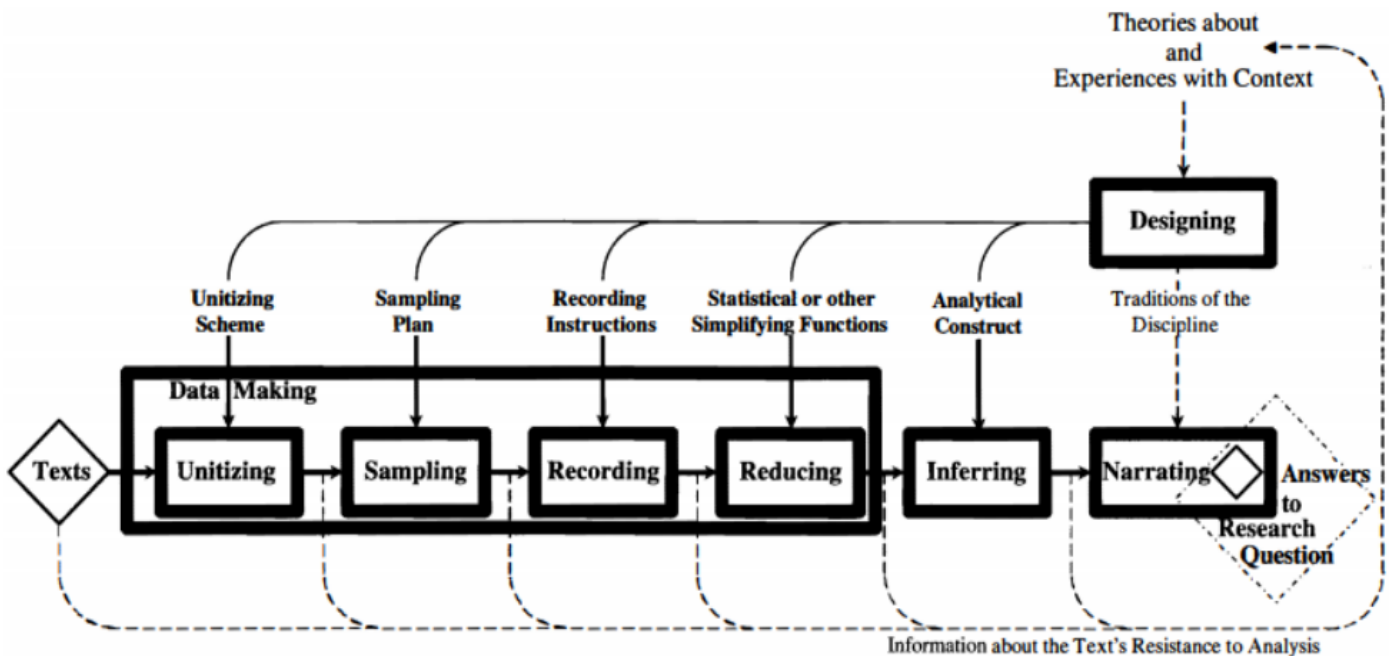 Theories about
and
Experiences with Context
Designing
Unitizing
Scheme
Sampling
Plan
Recording
Instructions
Statistical or other
Simplifying Functions
Analytical
Construct
Traditions of the
Discipline
Data Making
Texts
Unitizing
Sampling
Recording
Reducing
Inferring
Narrating
Answers
to
Research
Question
Information about the Text's Resistance to Analysis